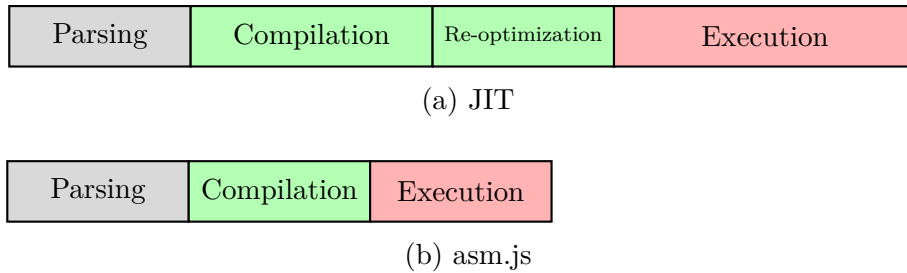 Parsing Compilation Re-optimization Execution
(a) JIT
Parsing Compilation Execution
(b) asm.js